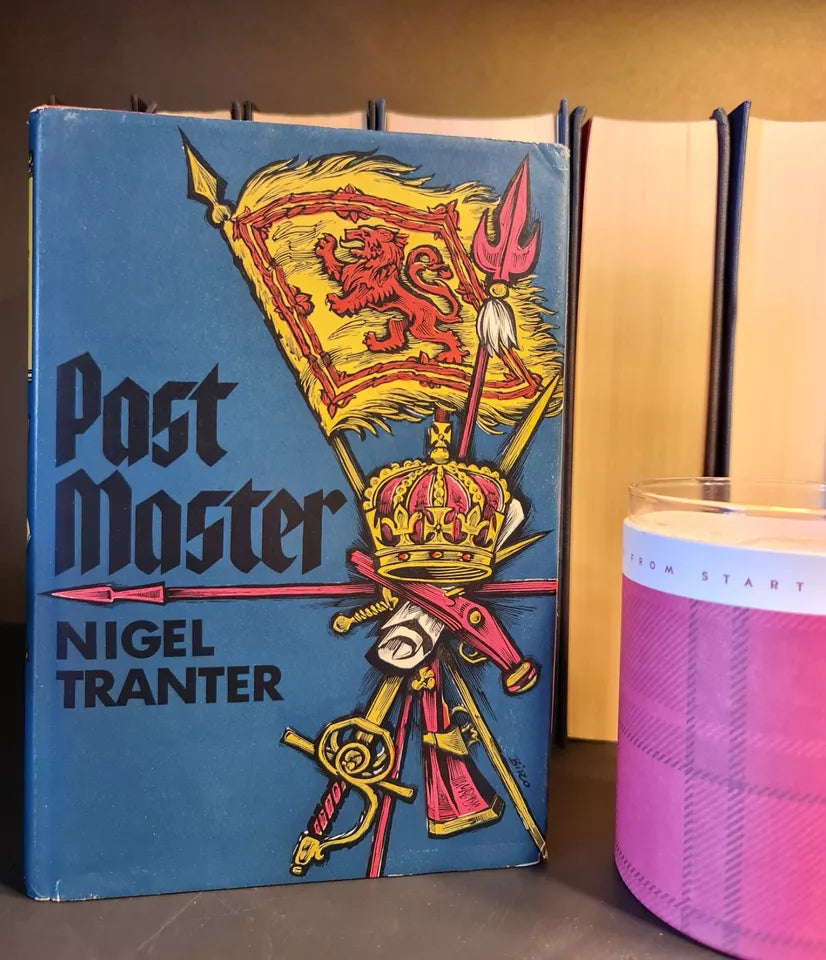 Past
Master
NIGEL
TRANTER
BIRO
FROM START